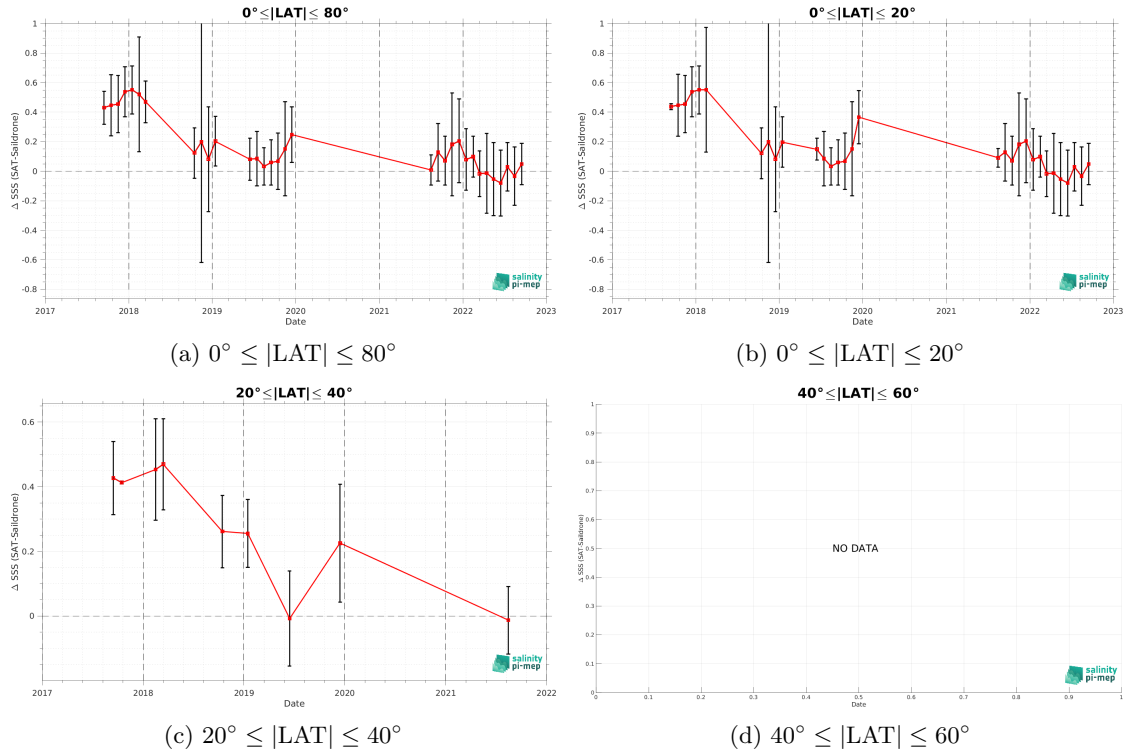 0°≤|LAT|≤ 80°
1
0.8
0.6
0.4
0.2
0
-0.2
-0.4
-0.6
-0.8
Δ SSS (SAT-Saildrone)
2017 2018 2019 2020 2021 2022 2023
Date
salinity
pi-mep
(a) 0° ≤ |LAT| ≤ 80°
0°≤|LAT|≤ 20°
1
0.8
0.6
0.4
0.2
0
-0.2
-0.4
-0.6
-0.8
Δ SSS (SAT-Saildrone)
2017 2018 2019 2020 2021 2022 2023
Date
salinity
pi-mep
(b) 0° ≤ |LAT| ≤ 20°
20°≤|LAT|≤ 40°
0.6
0.4
0.2
0
Δ SSS (SAT-Saildrone)
2017 2018 2019 2020 2021 2022
Date
salinity
pi-mep
(c) 20° ≤ |LAT| ≤ 40°
40°≤|LAT|≤ 60°
1
0.9
0.8
0.7
0.6
0.5
0.4
0.3
0.2
0.1
0
Δ SSS (SAT-Saildrone)
NO DATA
0 0.1 0.2 0.3 0.4 0.5 0.6 0.7 0.8 0.9 1
Date
salinity
pi-mep
(d) 40° ≤ |LAT| ≤ 60°